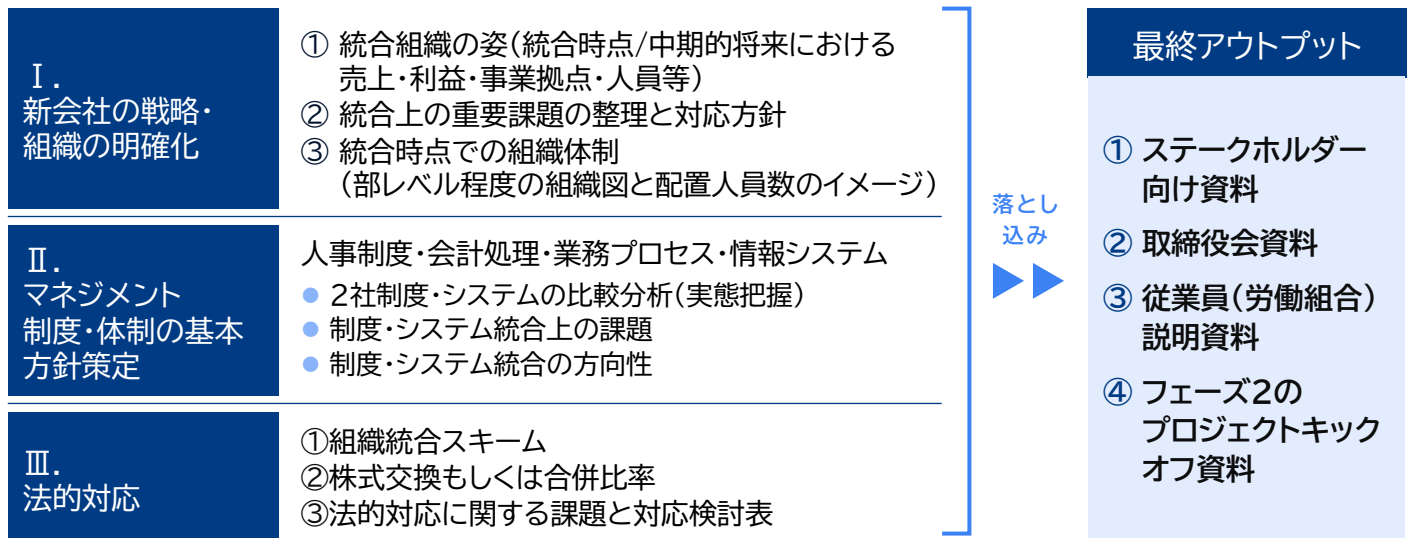 Ⅰ.
新会社の戦略・
組織の明確化
① 統合組織の姿(統合時点/中期的将来における
売上・利益・事業拠点・人員等)
② 統合上の重要課題の整理と対応方針
③ 統合時点での組織体制
(部レベル程度の組織図と配置人員数のイメージ)
Ⅱ.
マネジメント
制度・体制の基本
方針策定
人事制度・会計処理・業務プロセス・情報システム
● 2社制度・システムの比較分析(実態把握)
● 制度・システム統合上の課題
● 制度・システム統合の方向性
Ⅲ.
法的対応
①組織統合スキーム
②株式交換もしくは合併比率
③法的対応に関する課題と対応検討表
落とし
込み
最終アウトプット
① ステークホルダー
向け資料
② 取締役会資料
③ 従業員(労働組合)
説明資料
④ フェーズ2の
プロジェクトキック
オフ資料